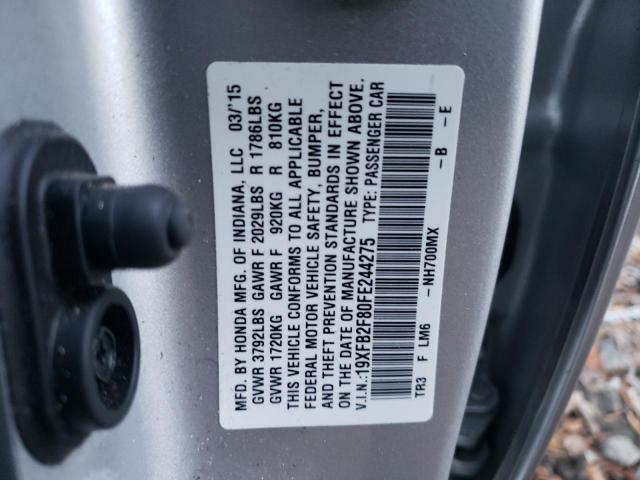 MFD. BY HONDA MFG. OF INDIANA, LLC 03/'15
GVWR 3792LBS GAWR F 2029LBS R 1786LBS
GVWR 1720KG GAWR F 920KG R 810KG
THIS VEHICLE CONFORMS TO ALL APPLICABLE
FEDERAL MOTOR VEHICLE SAFETY, BUMPER,
AND THEFT PREVENTION STANDARDS IN EFFECT
ON THE DATE OF MANUFACTURE SHOWN ABOVE.
V.I.N.:19XFB2F80FE244275 TYPE: PASSENGER CAR
-NH700MX -B -E
TR3 F LM6